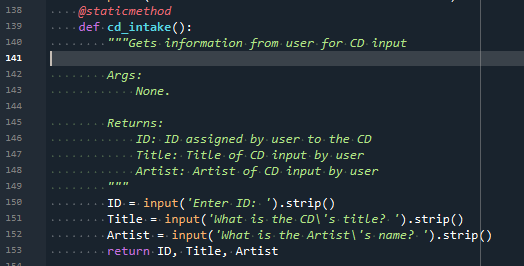 138 @staticmethod
139 def cd_intake():
140 """Gets information from user for CD input
141
142 Args:
143 None.
144
145 Returns:
146 ID: ID assigned by user to the CD
147 Title: Title of CD input by user
148 Artist: Artist of CD input by user
149 """
150 ID = input('Enter ID: ').strip()
151 Title = input('What is the CD\'s title? ').strip()
152 Artist = input('What is the Artist\'s name? ').strip()
153 return ID, Title, Artist